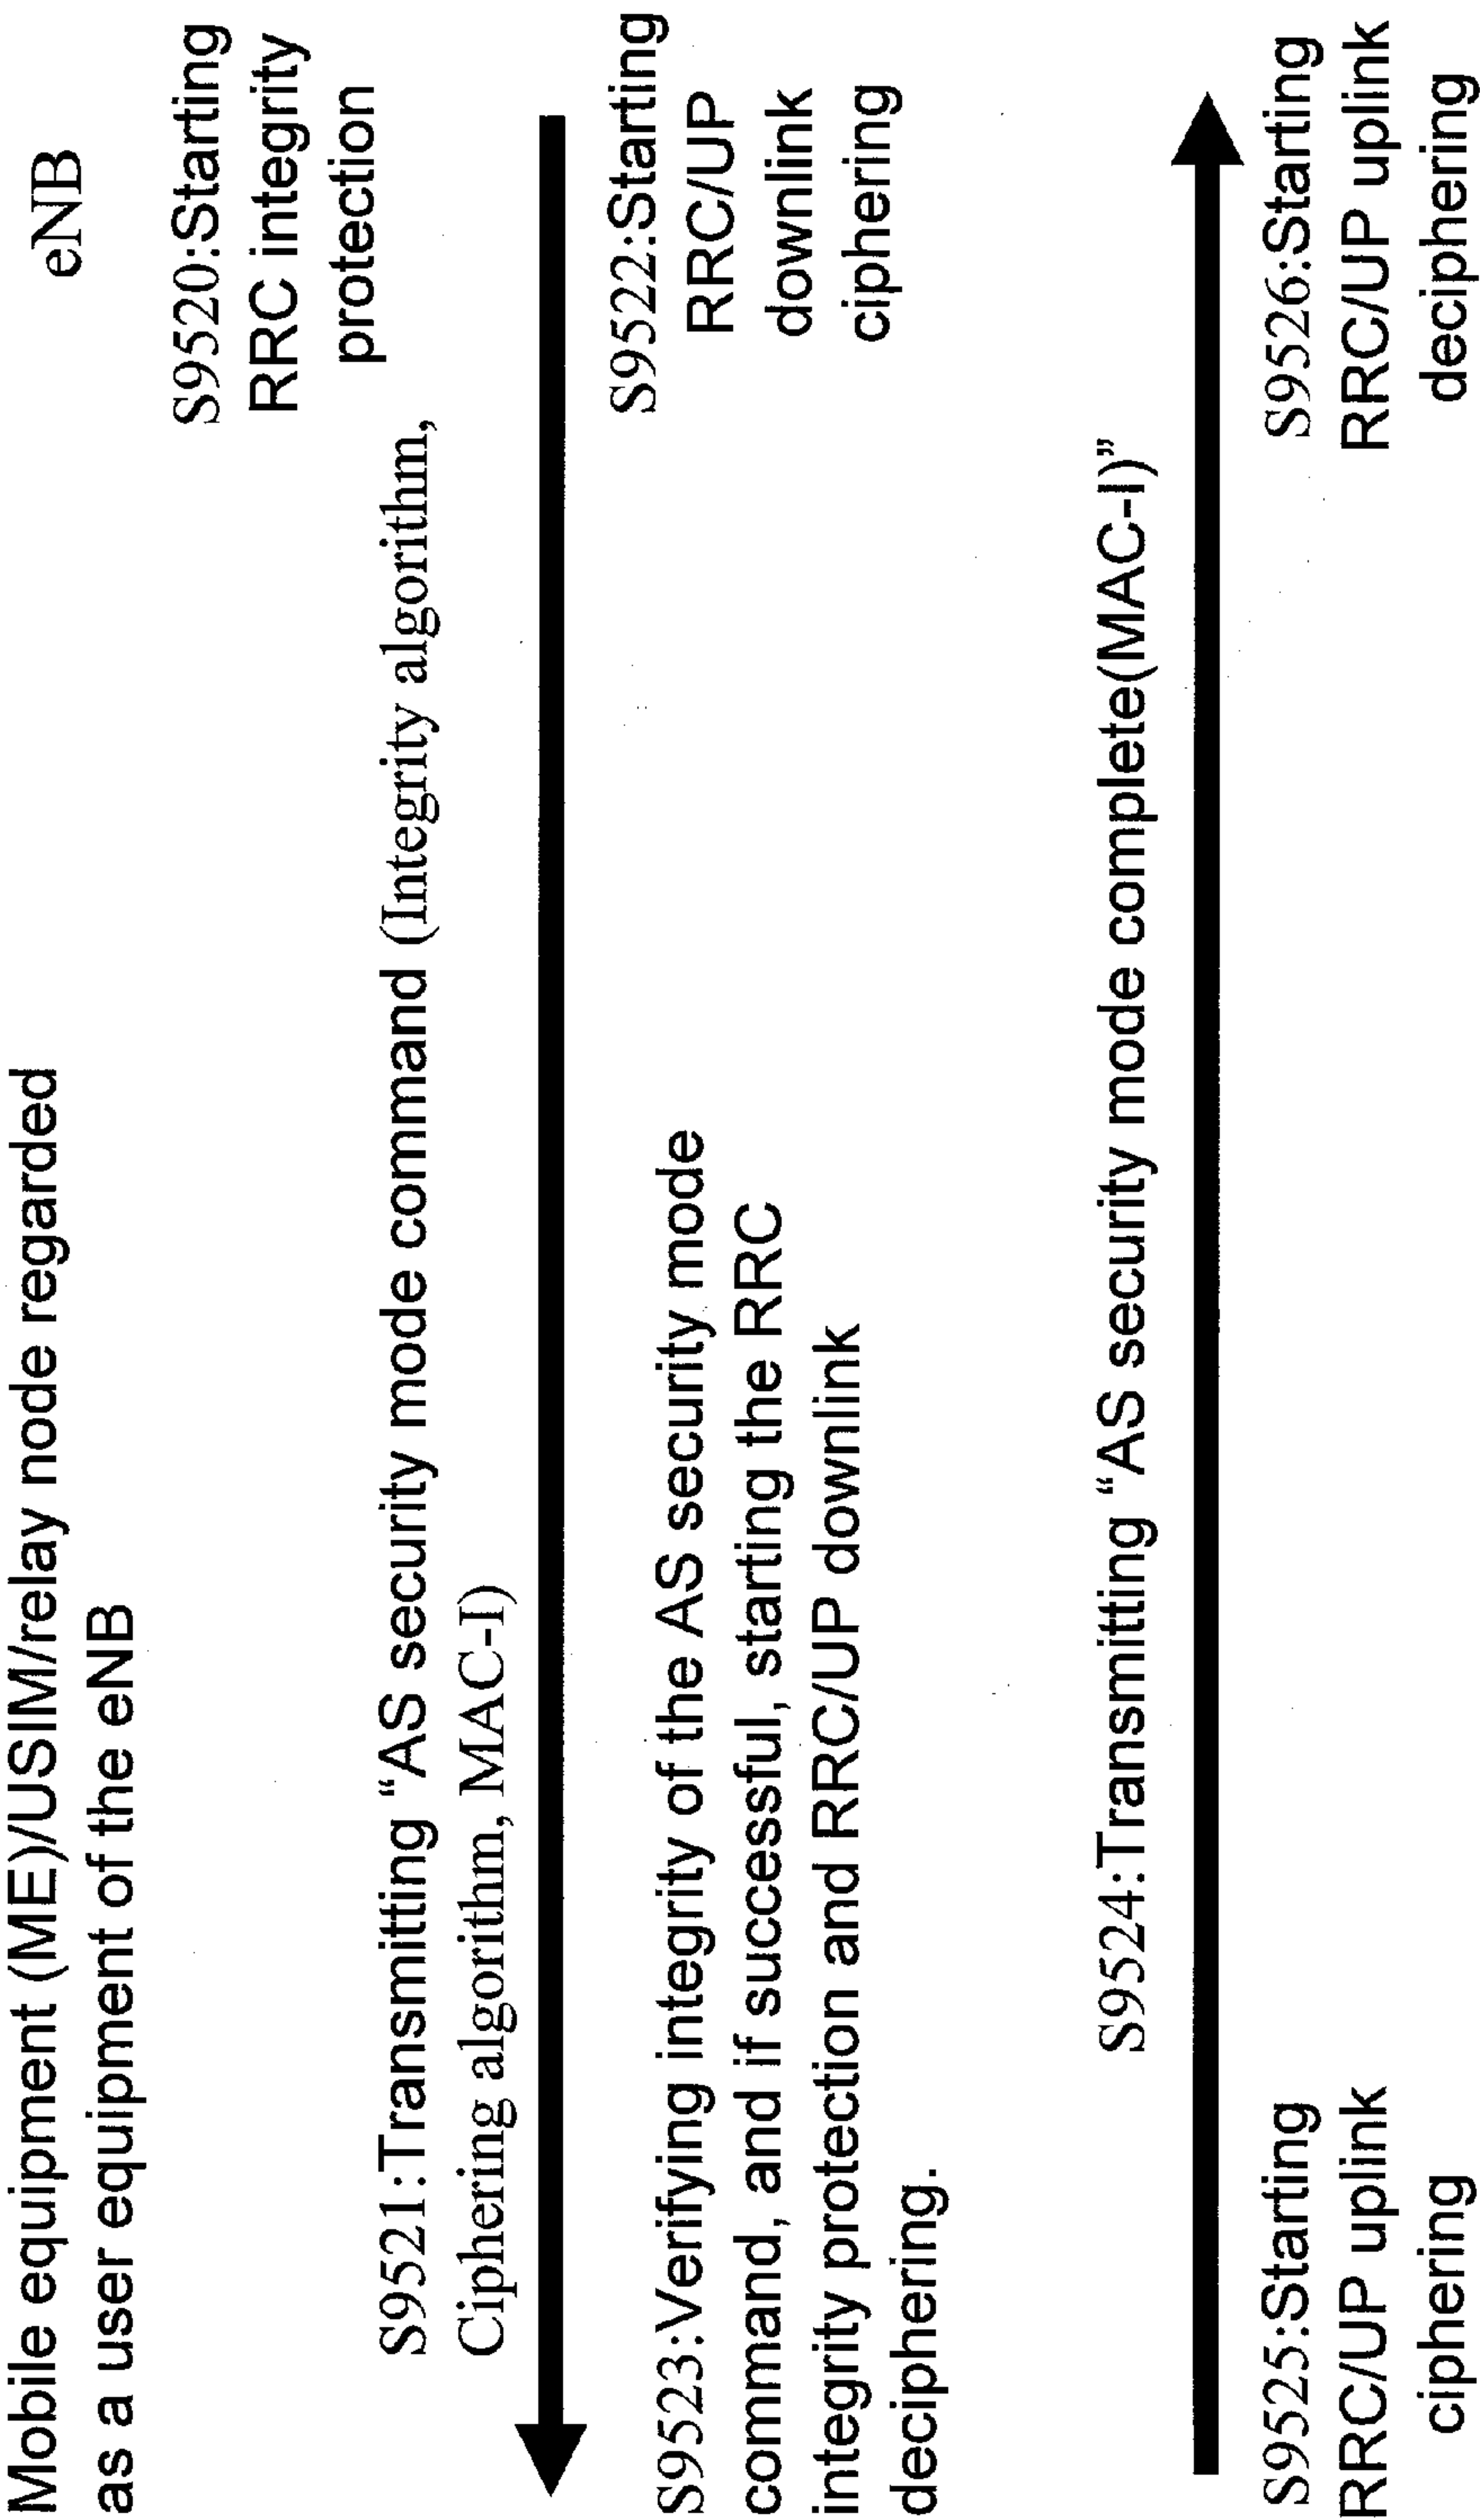 Mobile equipment (ME)/USIM/relay node regarded
as a user equipment of the eNB
eNB
S9520:Starting
RRC integrity
protection
S9521:Transmitting “AS security mode command (Integrity algorithm,
Ciphering algorithm, MAC-I)
S9522:Starting
RRC/UP
downlink
ciphering
S9523:Verifying integrity of the AS security mode
command, and if successful, starting the RRC
integrity protection and RRC/UP downlink
deciphering.
S9524:Transmitting “AS security mode complete(MAC-I)”
S9525:Starting
RRC/UP uplink
ciphering
S9526:Starting
RRC/UP uplink
deciphering